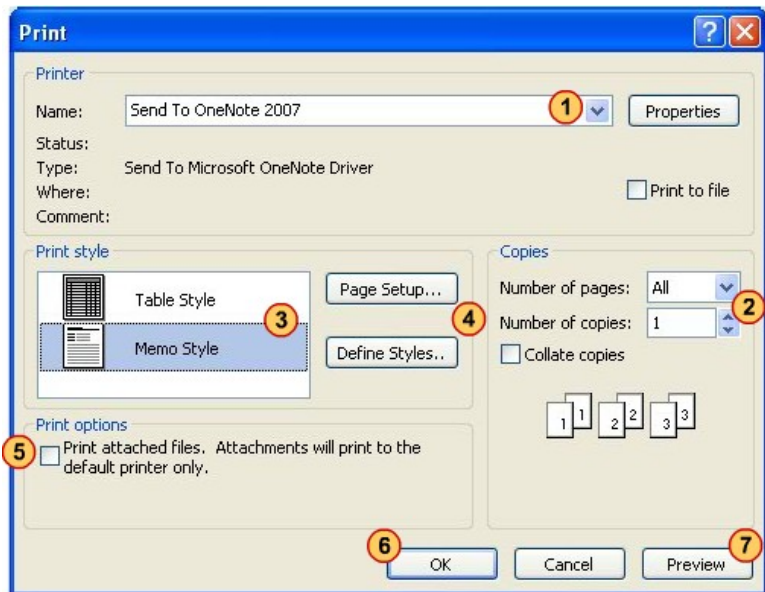 Print
Printer
Name: Send To OneNote 2007 1 Properties
Status:
Type: Send To Microsoft OneNote Driver
Where: Print to file
Comment:
Print style
Table Style
Memo Style
3
Page Setup...
4
Define Styles..
Copies
Number of pages: All
2
Number of copies: 1
Collate copies
1 1 2 2 3 3
Print options
5 Print attached files. Attachments will print to the
default printer only.
6 OK Cancel Preview 7